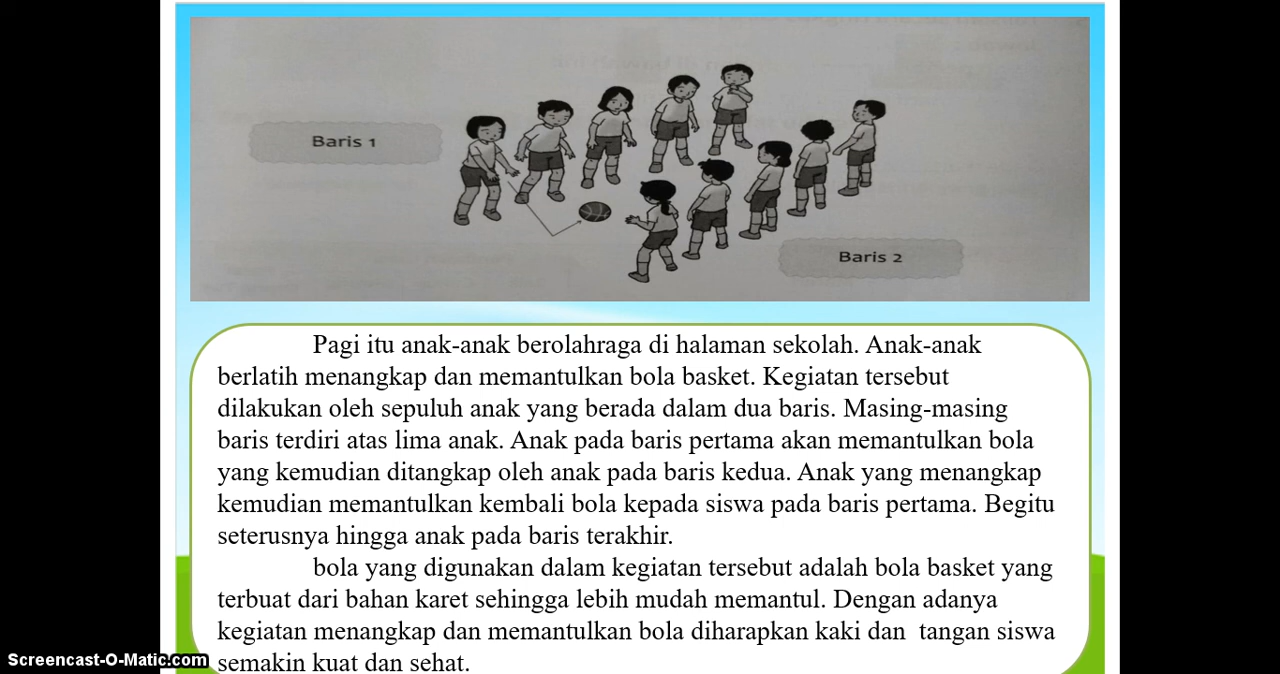 Baris 1
Baris 2
Pagi itu anak-anak berolahraga di halaman sekolah. Anak-anak
berlatih menangkap dan memantulkan bola basket. Kegiatan tersebut
dilakukan oleh sepuluh anak yang berada dalam dua baris. Masing-masing
baris terdiri atas lima anak. Anak pada baris pertama akan memantulkan bola
yang kemudian ditangkap oleh anak pada baris kedua. Anak yang menangkap
kemudian memantulkan kembali bola kepada siswa pada baris pertama. Begitu
seterusnya hingga anak pada baris terakhir.
bola yang digunakan dalam kegiatan tersebut adalah bola basket yang
terbuat dari bahan karet sehingga lebih mudah memantul. Dengan adanya
kegiatan menangkap dan memantulkan bola diharapkan kaki dan  tangan siswa
semakin kuat dan sehat.
Screencast-O-Matic.com